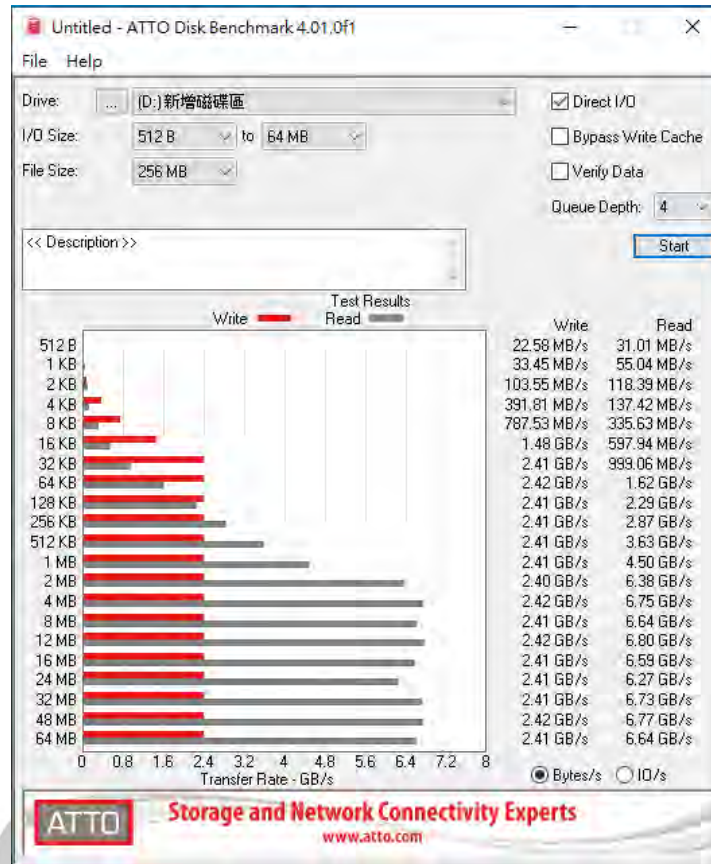 Untitled - ATTO Disk Benchmark 4.01.0f1
File Help
Drive: ... (D:)新增磁碟區
Direct I/O
I/O Size: 512 B to 64 MB
Bypass Write Cache
File Size: 256 MB
Verify Data
Queue Depth: 4
<< Description >>
Start
Test Results
Write Read
Write Read
512 B 22.58 MB/s 31.01 MB/s
1 KB 33.45 MB/s 55.04 MB/s
2 KB 103.55 MB/s 118.39 MB/s
4 KB 391.81 MB/s 137.42 MB/s
8 KB 787.53 MB/s 335.63 MB/s
16 KB 1.48 GB/s 597.94 MB/s
32 KB 2.41 GB/s 999.06 MB/s
64 KB 2.42 GB/s 1.62 GB/s
128 KB 2.41 GB/s 2.29 GB/s
256 KB 2.41 GB/s 2.87 GB/s
512 KB 2.41 GB/s 3.63 GB/s
1 MB 2.41 GB/s 4.50 GB/s
2 MB 2.40 GB/s 6.38 GB/s
4 MB 2.42 GB/s 6.75 GB/s
8 MB 2.41 GB/s 6.64 GB/s
12 MB 2.42 GB/s 6.80 GB/s
16 MB 2.41 GB/s 6.59 GB/s
24 MB 2.41 GB/s 6.27 GB/s
32 MB 2.41 GB/s 6.73 GB/s
48 MB 2.42 GB/s 6.77 GB/s
64 MB 2.41 GB/s 6.64 GB/s
0 0.8 1.6 2.4 3.2 4 4.8 5.6 6.4 7.2 8
Transfer Rate - GB/s
Bytes/s IO/s
ATTO Storage and Network Connectivity Experts
www.atto.com